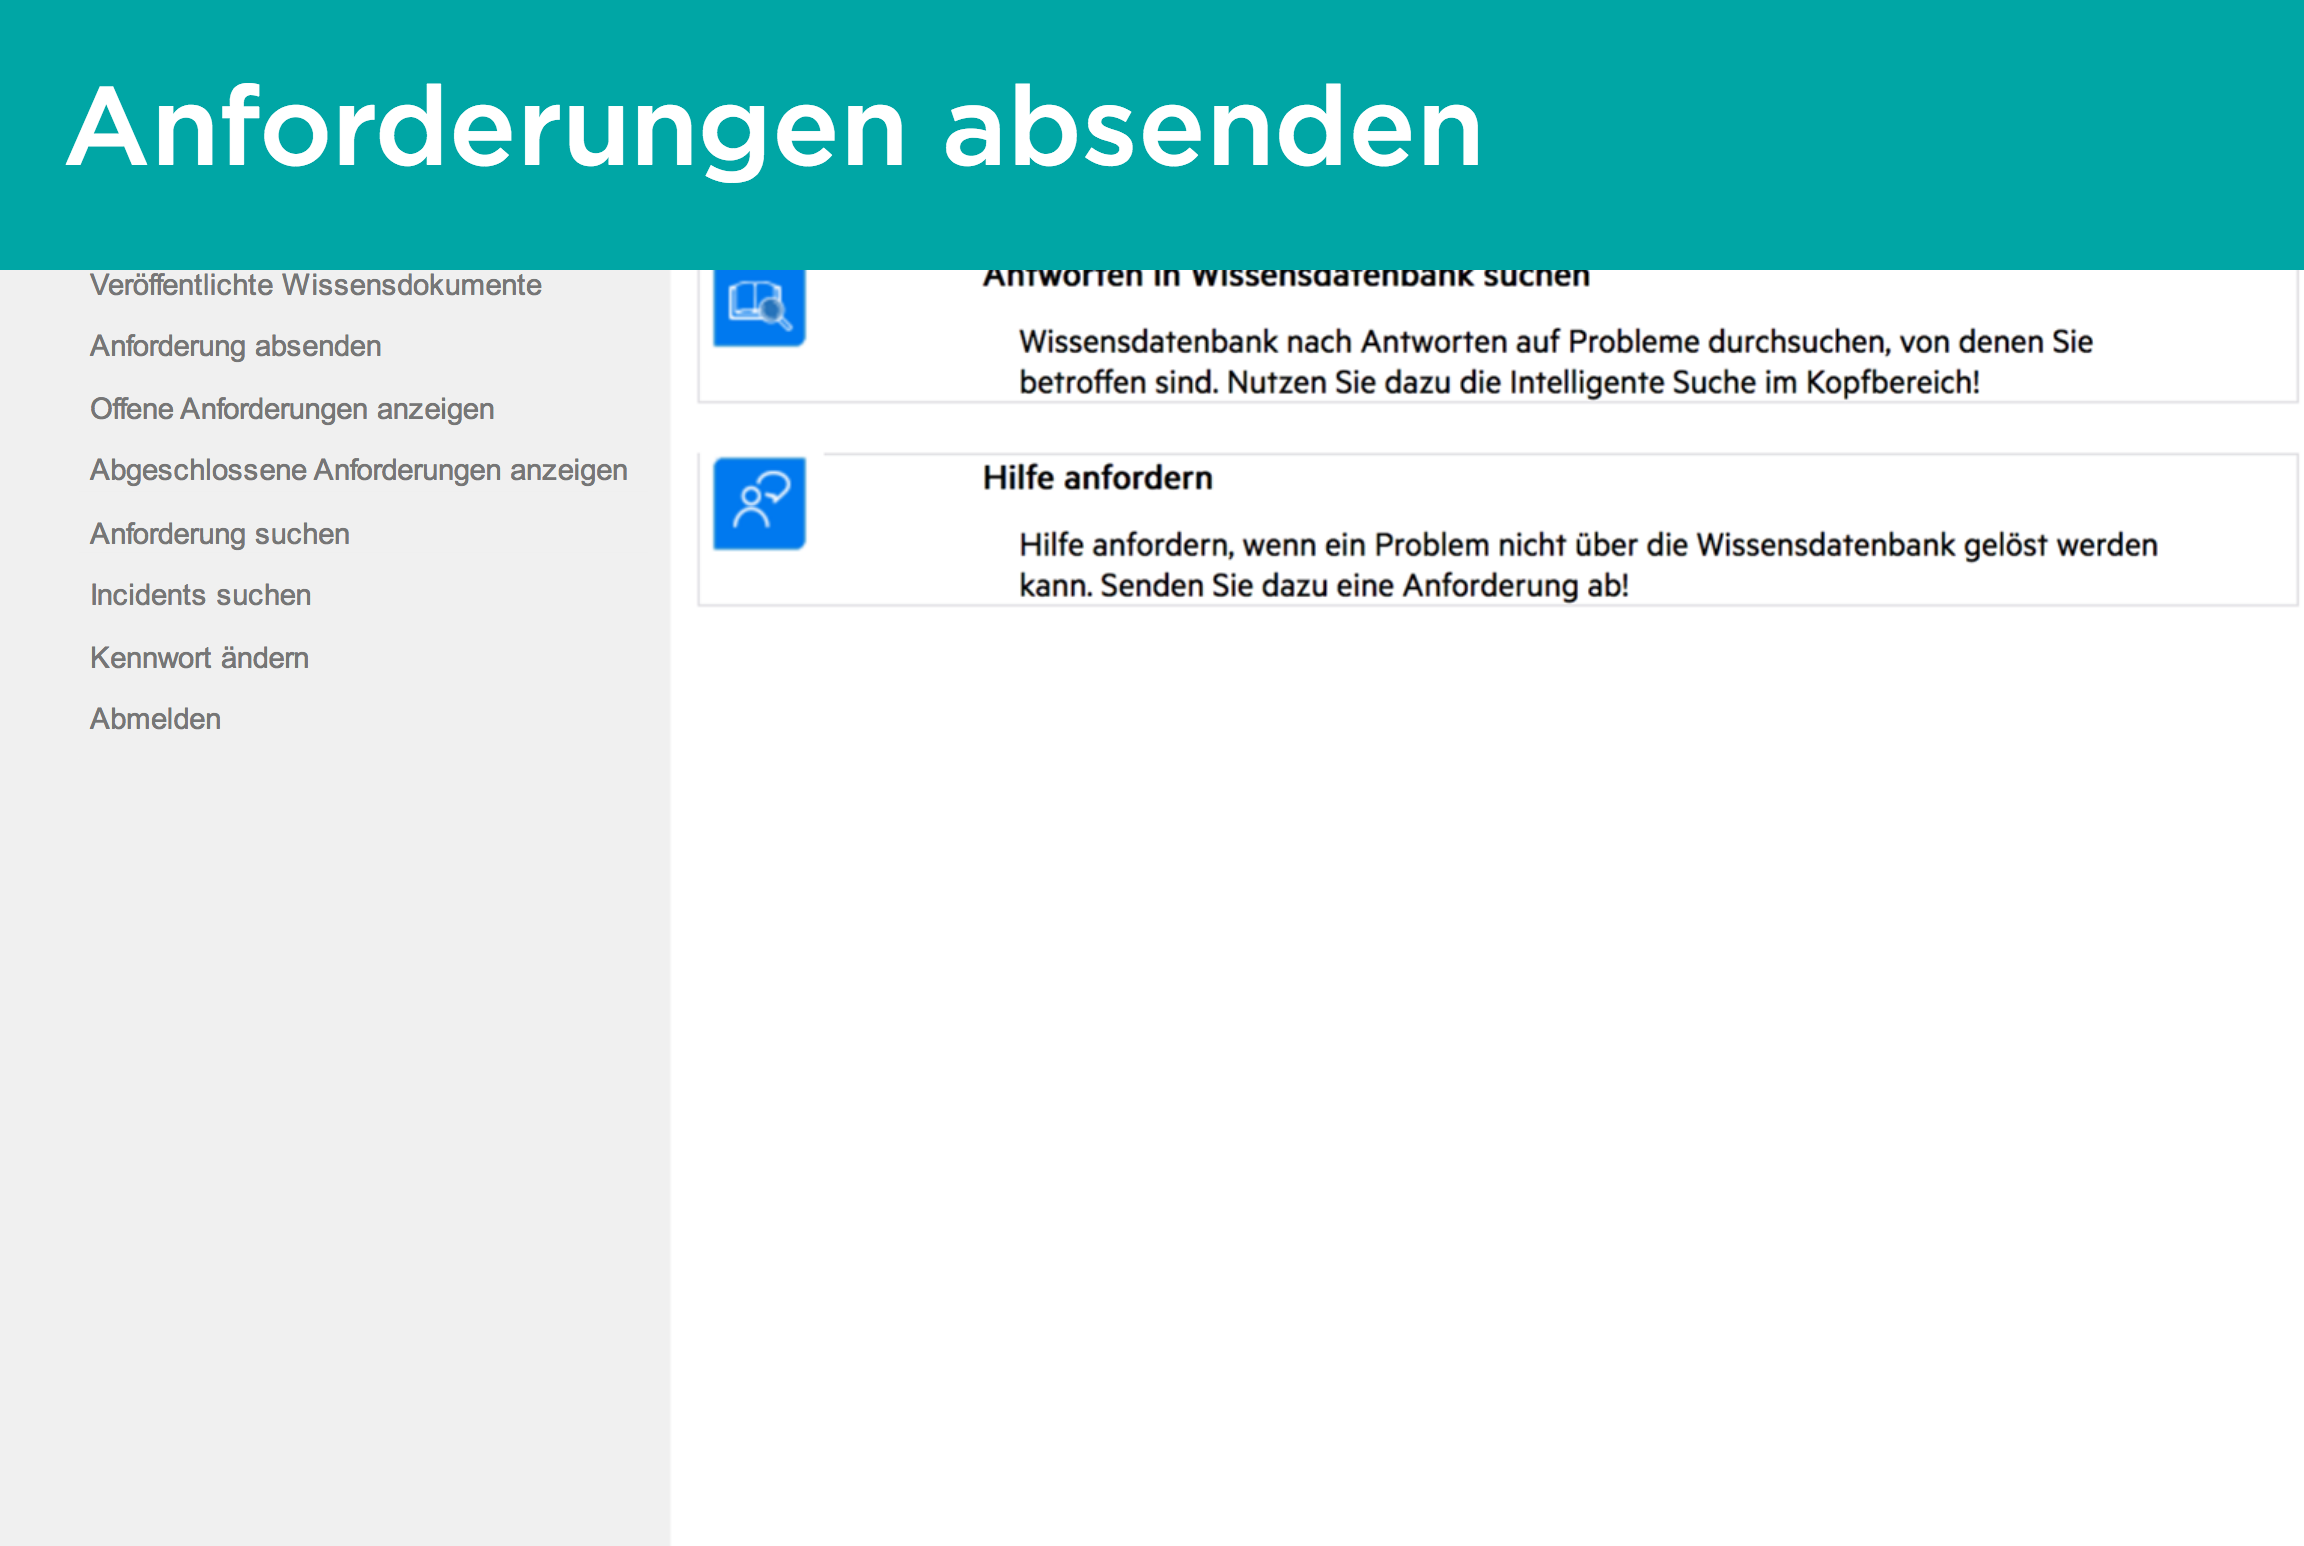 Anforderungen absenden
Veröffentlichte Wissensdokumente
Anforderung absenden
Offene Anforderungen anzeigen
Abgeschlossene Anforderungen anzeigen
Anforderung suchen
Incidents suchen
Kennwort ändern
Abmelden
Antworten in Wissensdatenbank suchen
Wissensdatenbank nach Antworten auf Probleme durchsuchen, von denen Sie
betroffen sind. Nutzen Sie dazu die Intelligente Suche im Kopfbereich!
Hilfe anfordern
Hilfe anfordern, wenn ein Problem nicht über die Wissensdatenbank gelöst werden
kann. Senden Sie dazu eine Anforderung ab!